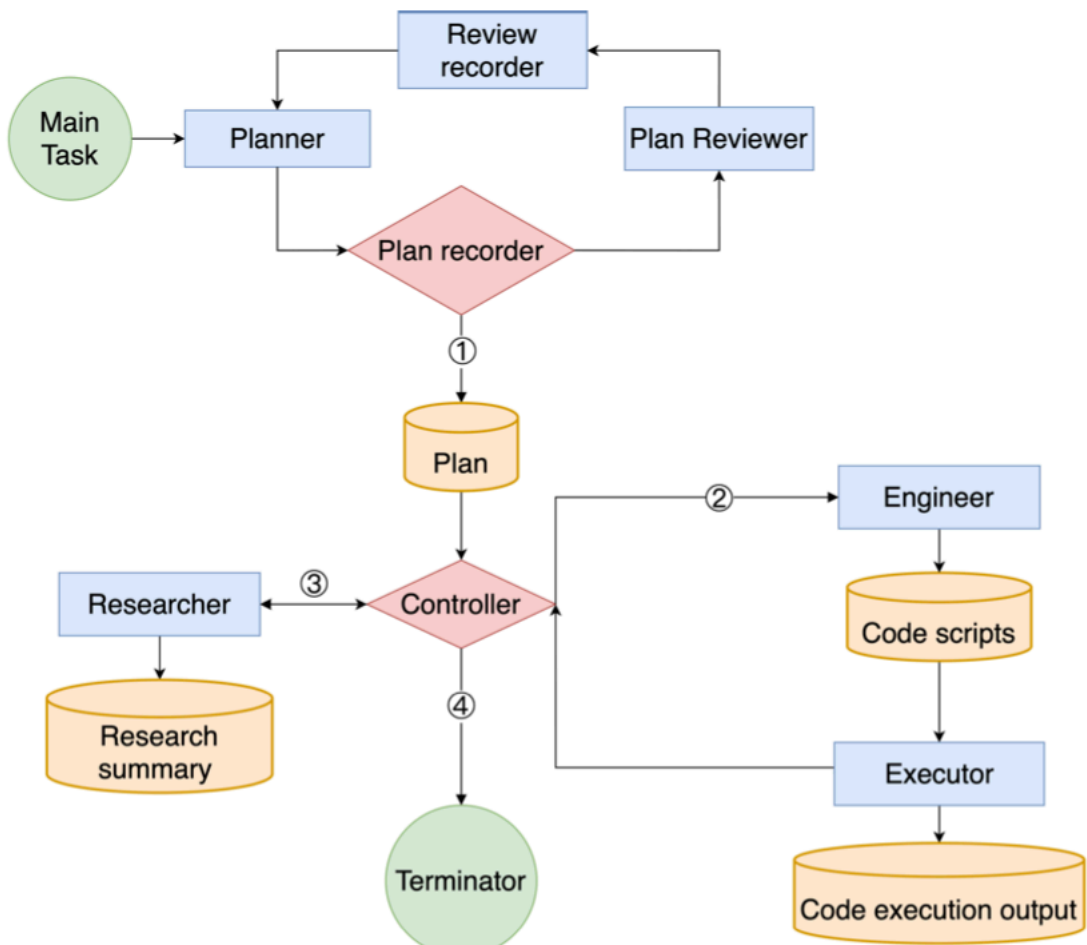 Review
recorder
Main
Task
Planner
Plan Reviewer
Plan recorder
①
Plan
②
Engineer
Researcher
③
Controller
Code scripts
④
Research
summary
Executor
Terminator
Code execution output